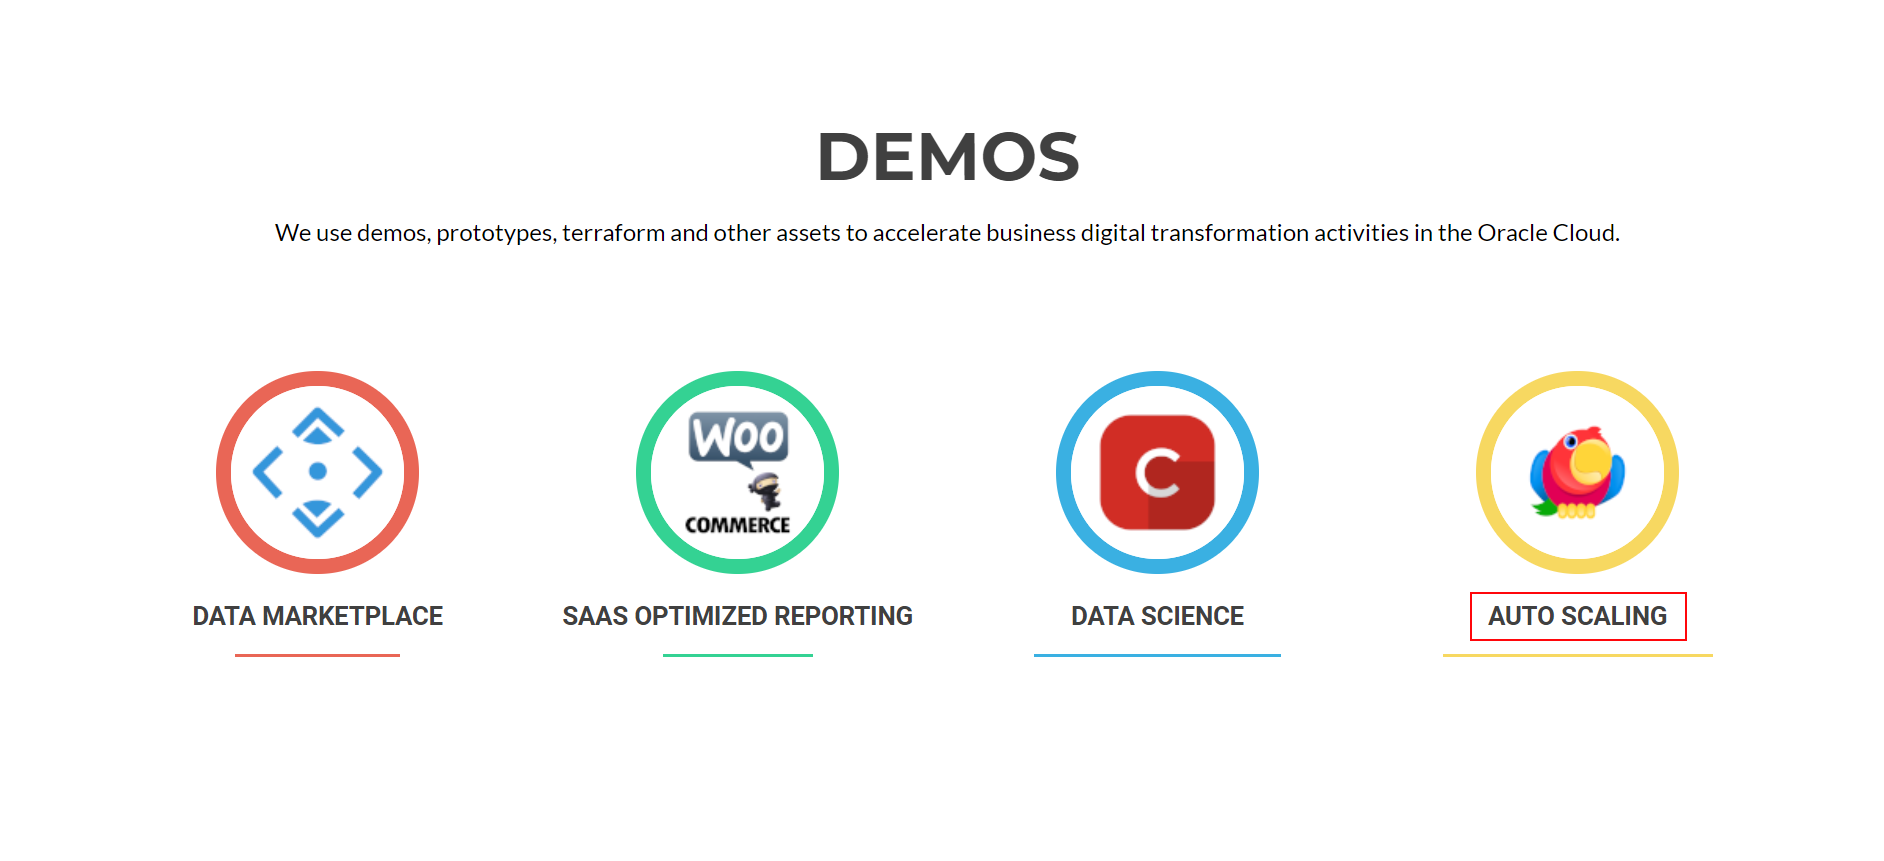 DEMOS
We use demos, prototypes, terraform and other assets to accelerate business digital transformation activities in the Oracle Cloud.
WOO
COMMERCE
C
DATA MARKETPLACE
SAAS OPTIMIZED REPORTING
DATA SCIENCE
AUTO SCALING